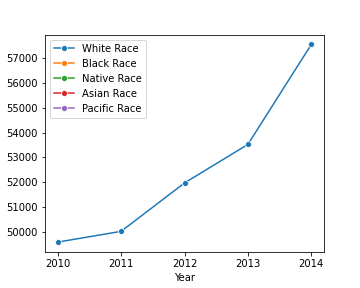 White Race
Black Race
Native Race
Asian Race
Pacific Race
57000
56000
55000
54000
53000
52000
51000
50000
2010 2011 2012 2013 2014
Year